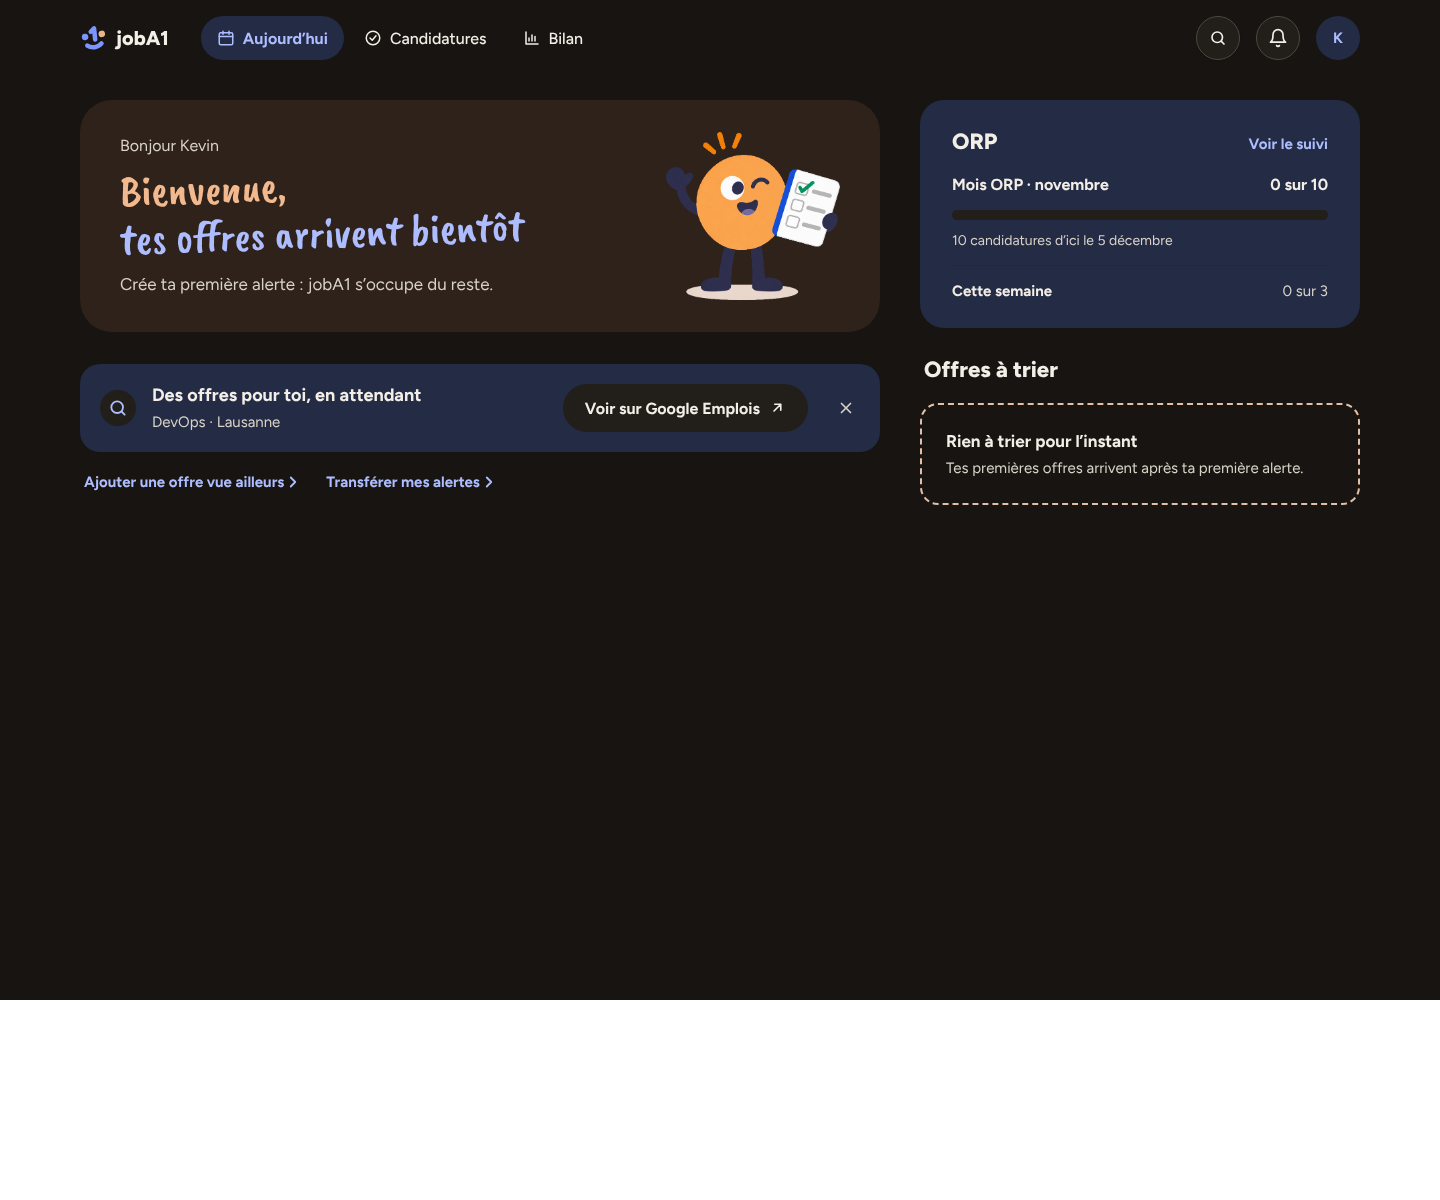 jobA1
Aujourd’hui
Candidatures
Bilan
K
Bonjour Kevin
Bienvenue,
tes offres arrivent bientôt
Crée ta première alerte : jobA1 s’occupe du reste.
Des offres pour toi, en attendant
DevOps · Lausanne
Voir sur Google Emplois
Ajouter une offre vue ailleurs
Transférer mes alertes
ORP
Voir le suivi
Mois ORP · novembre
0 sur 10
10 candidatures d’ici le 5 décembre
Cette semaine
0 sur 3
Offres à trier
Rien à trier pour l’instant
Tes premières offres arrivent après ta première alerte.